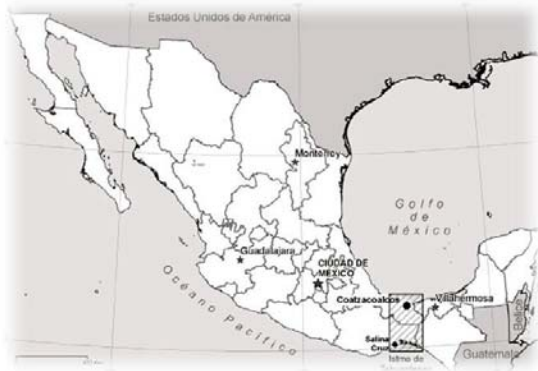 Estados Unidos de América
Monterrey
Golfo
de
México
Guadalajara
CIUDAD DE
MÉXICO
Coatzacoalcos
Villahermosa
Océano Pacífico
Belice
Salina
Cruz
Guatemala
Istmo de